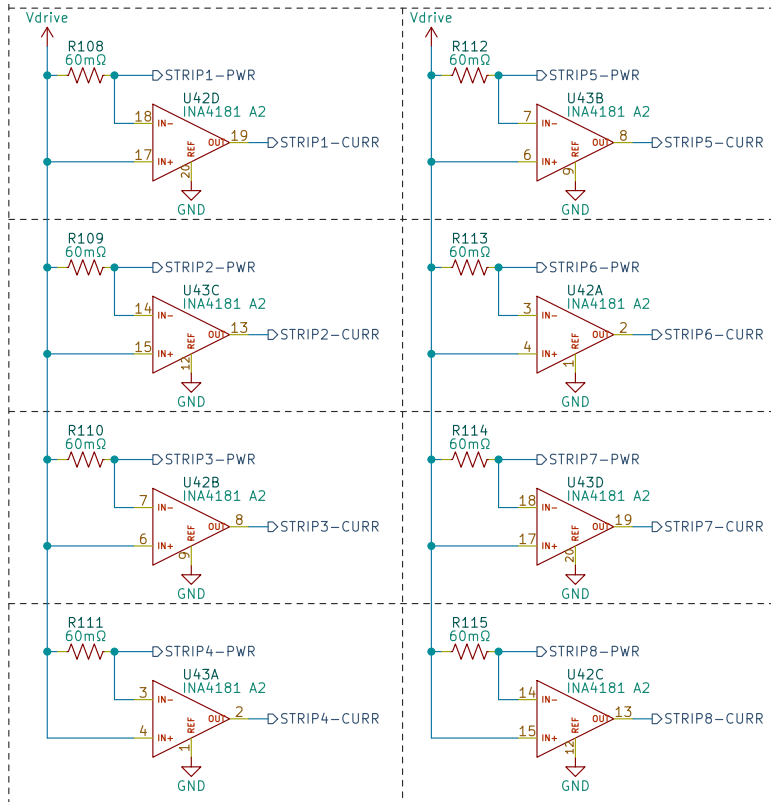 Vdrive
R108
60mΩ
STRIP1-PWR
U42D
INA4181 A2
18 IN-
17 IN+
OUT 19
STRIP1-CURR
REF
20
GND
R109
60mΩ
STRIP2-PWR
U43C
INA4181 A2
14 IN-
15 IN+
OUT 13
STRIP2-CURR
REF
12
GND
R110
60mΩ
STRIP3-PWR
U42B
INA4181 A2
7 IN-
6 IN+
OUT 8
STRIP3-CURR
REF
9
GND
R111
60mΩ
STRIP4-PWR
U43A
INA4181 A2
3 IN-
4 IN+
OUT 2
STRIP4-CURR
REF
1
GND
Vdrive
R112
60mΩ
STRIP5-PWR
U43B
INA4181 A2
7 IN-
6 IN+
OUT 8
STRIP5-CURR
REF
9
GND
R113
60mΩ
STRIP6-PWR
U42A
INA4181 A2
3 IN-
4 IN+
OUT 2
STRIP6-CURR
REF
1
GND
R114
60mΩ
STRIP7-PWR
U43D
INA4181 A2
18 IN-
17 IN+
OUT 19
STRIP7-CURR
REF
20
GND
R115
60mΩ
STRIP8-PWR
U42C
INA4181 A2
14 IN-
15 IN+
OUT 13
STRIP8-CURR
REF
12
GND